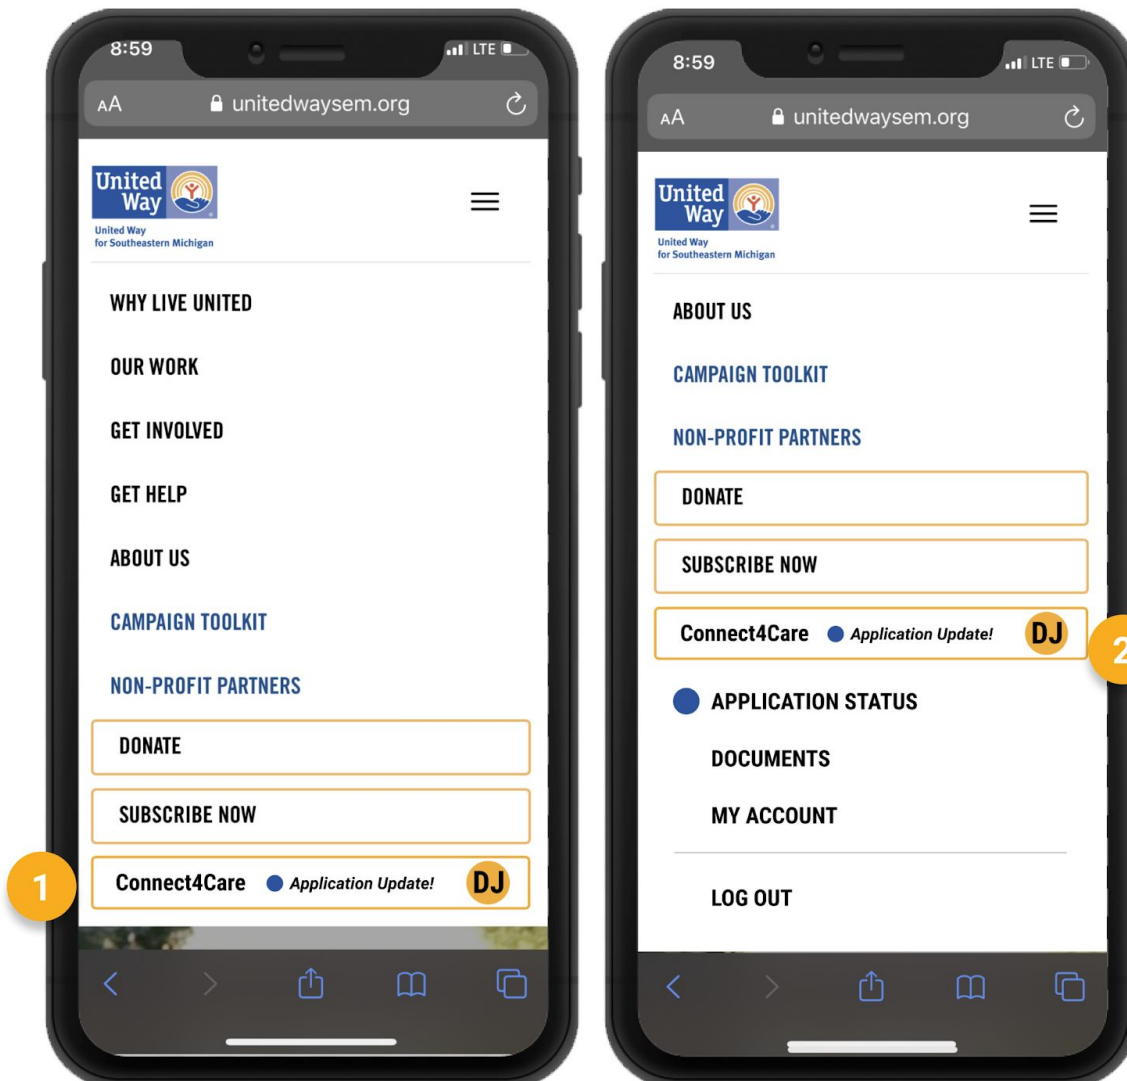 8:59
LTE
AA
unitedwaysem.org
United
Way
United Way
for Southeastern Michigan
WHY LIVE UNITED
OUR WORK
GET INVOLVED
GET HELP
ABOUT US
CAMPAIGN TOOLKIT
NON-PROFIT PARTNERS
DONATE
SUBSCRIBE NOW
1
Connect4Care Application Update! DJ
8:59
LTE
AA
unitedwaysem.org
United
Way
United Way
for Southeastern Michigan
ABOUT US
CAMPAIGN TOOLKIT
NON-PROFIT PARTNERS
DONATE
SUBSCRIBE NOW
Connect4Care Application Update! DJ
2
APPLICATION STATUS
DOCUMENTS
MY ACCOUNT
LOG OUT